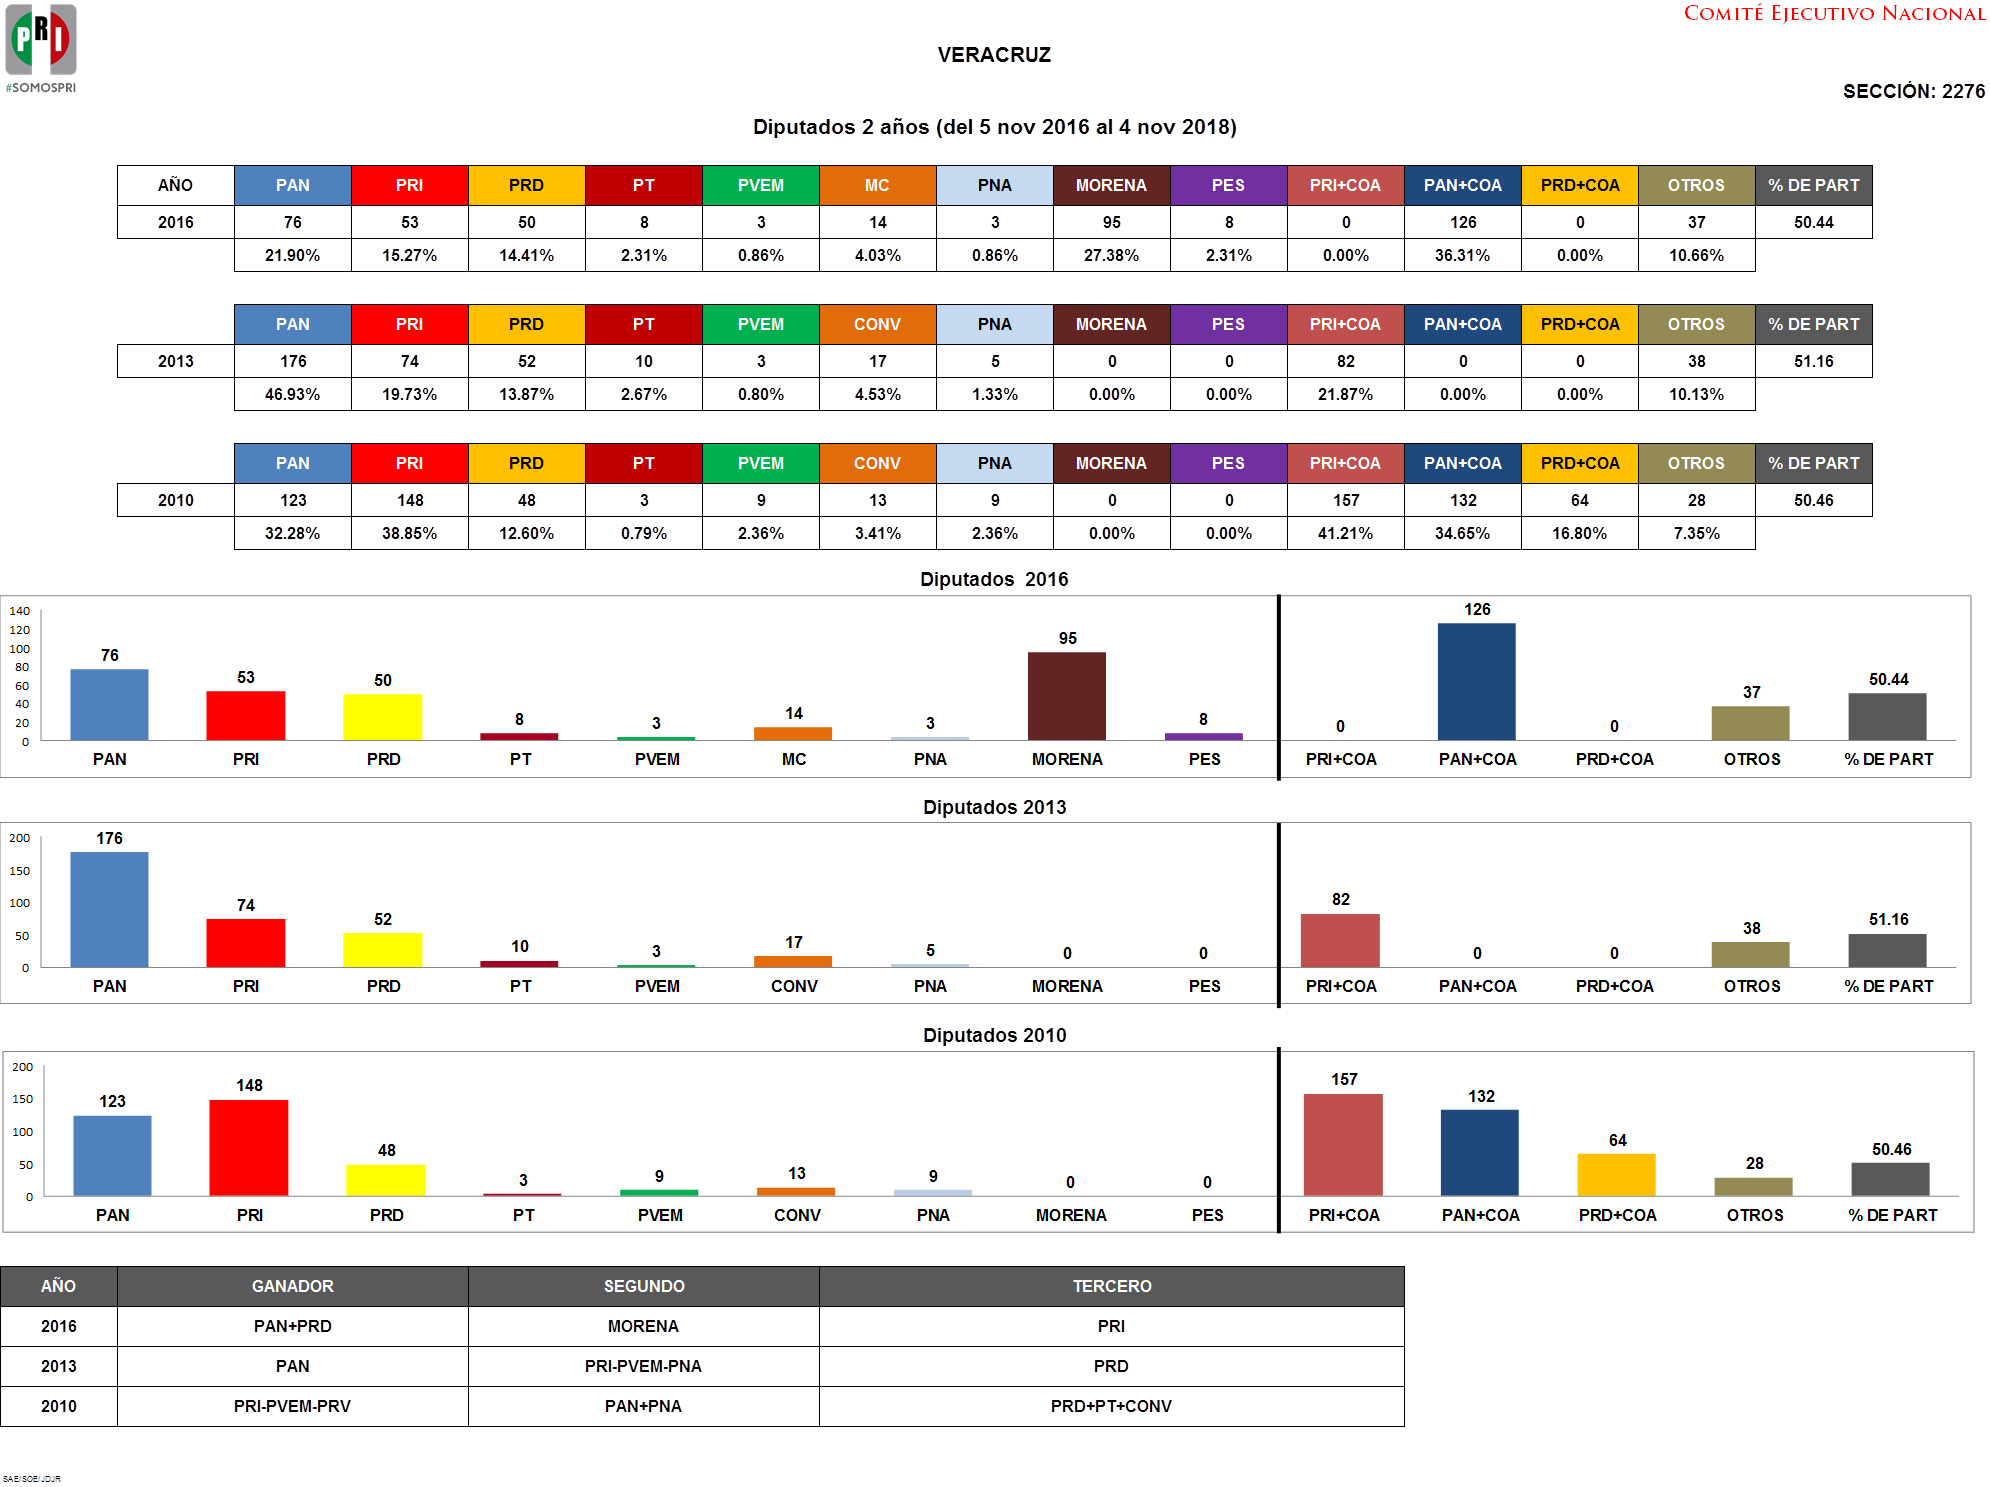 PRI
#SOMOSPRI
COMITÉ EJECUTIVO NACIONAL
VERACRUZ
SECCIÓN: 2276
Diputados 2 años (del 5 nov 2016 al 4 nov 2018)
AÑO PAN PRI PRD PT PVEM MC PNA MORENA PES PRI+COA PAN+COA PRD+COA OTROS % DE PART
2016 76 53 50 8 3 14 3 95 8 0 126 0 37 50.44
21.90% 15.27% 14.41% 2.31% 0.86% 4.03% 0.86% 27.38% 2.31% 0.00% 36.31% 0.00% 10.66%
PAN PRI PRD PT PVEM CONV PNA MORENA PES PRI+COA PAN+COA PRD+COA OTROS % DE PART
2013 176 74 52 10 3 17 5 0 0 82 0 0 38 51.16
46.93% 19.73% 13.87% 2.67% 0.80% 4.53% 1.33% 0.00% 0.00% 21.87% 0.00% 0.00% 10.13%
PAN PRI PRD PT PVEM CONV PNA MORENA PES PRI+COA PAN+COA PRD+COA OTROS % DE PART
2010 123 148 48 3 9 13 9 0 0 157 132 64 28 50.46
32.28% 38.85% 12.60% 0.79% 2.36% 3.41% 2.36% 0.00% 0.00% 41.21% 34.65% 16.80% 7.35%
Diputados 2016
140
120
100
80
60
40
20
0
76 53 50 8 3 14 3 95 8 0 126 0 37 50.44
PAN PRI PRD PT PVEM MC PNA MORENA PES PRI+COA PAN+COA PRD+COA OTROS % DE PART
Diputados 2013
200
150
100
50
0
176 74 52 10 3 17 5 0 0 82 0 0 38 51.16
PAN PRI PRD PT PVEM CONV PNA MORENA PES PRI+COA PAN+COA PRD+COA OTROS % DE PART
Diputados 2010
200
150
100
50
0
123 148 48 3 9 13 9 0 0 157 132 64 28 50.46
PAN PRI PRD PT PVEM CONV PNA MORENA PES PRI+COA PAN+COA PRD+COA OTROS % DE PART
AÑO GANADOR SEGUNDO TERCERO
2016 PAN+PRD MORENA PRI
2013 PAN PRI-PVEM-PNA PRD
2010 PRI-PVEM-PRV PAN+PNA PRD+PT+CONV
SAE/SOE/JDJR